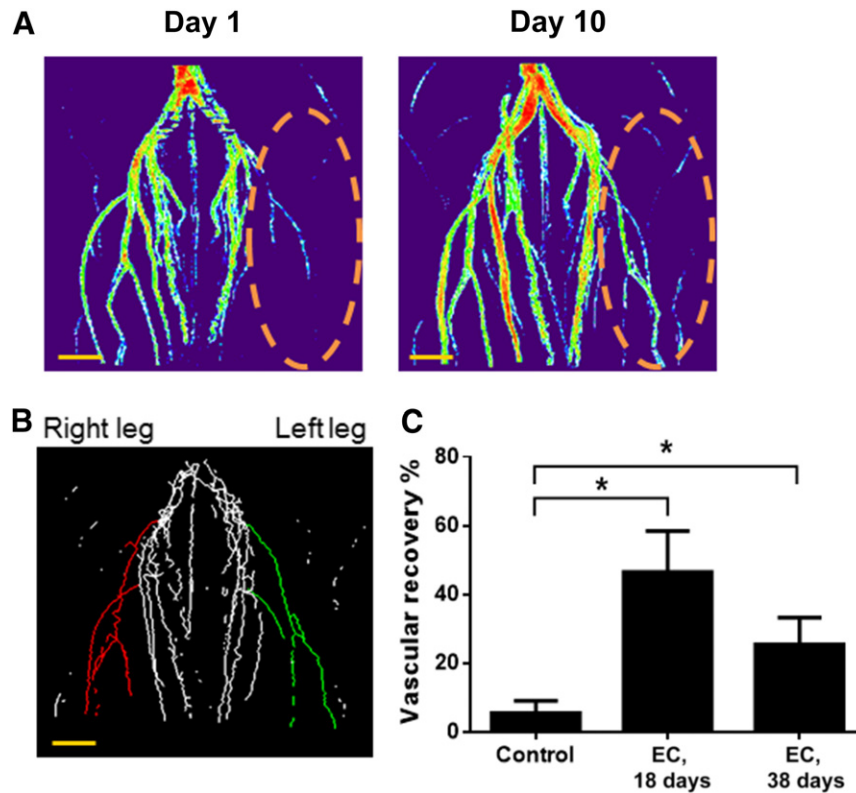 A
Day 1
Day 10
B
Right leg
Left leg
C
Vascular recovery %
80
60
40
20
0
*
*
Control
EC,
18 days
EC,
38 days